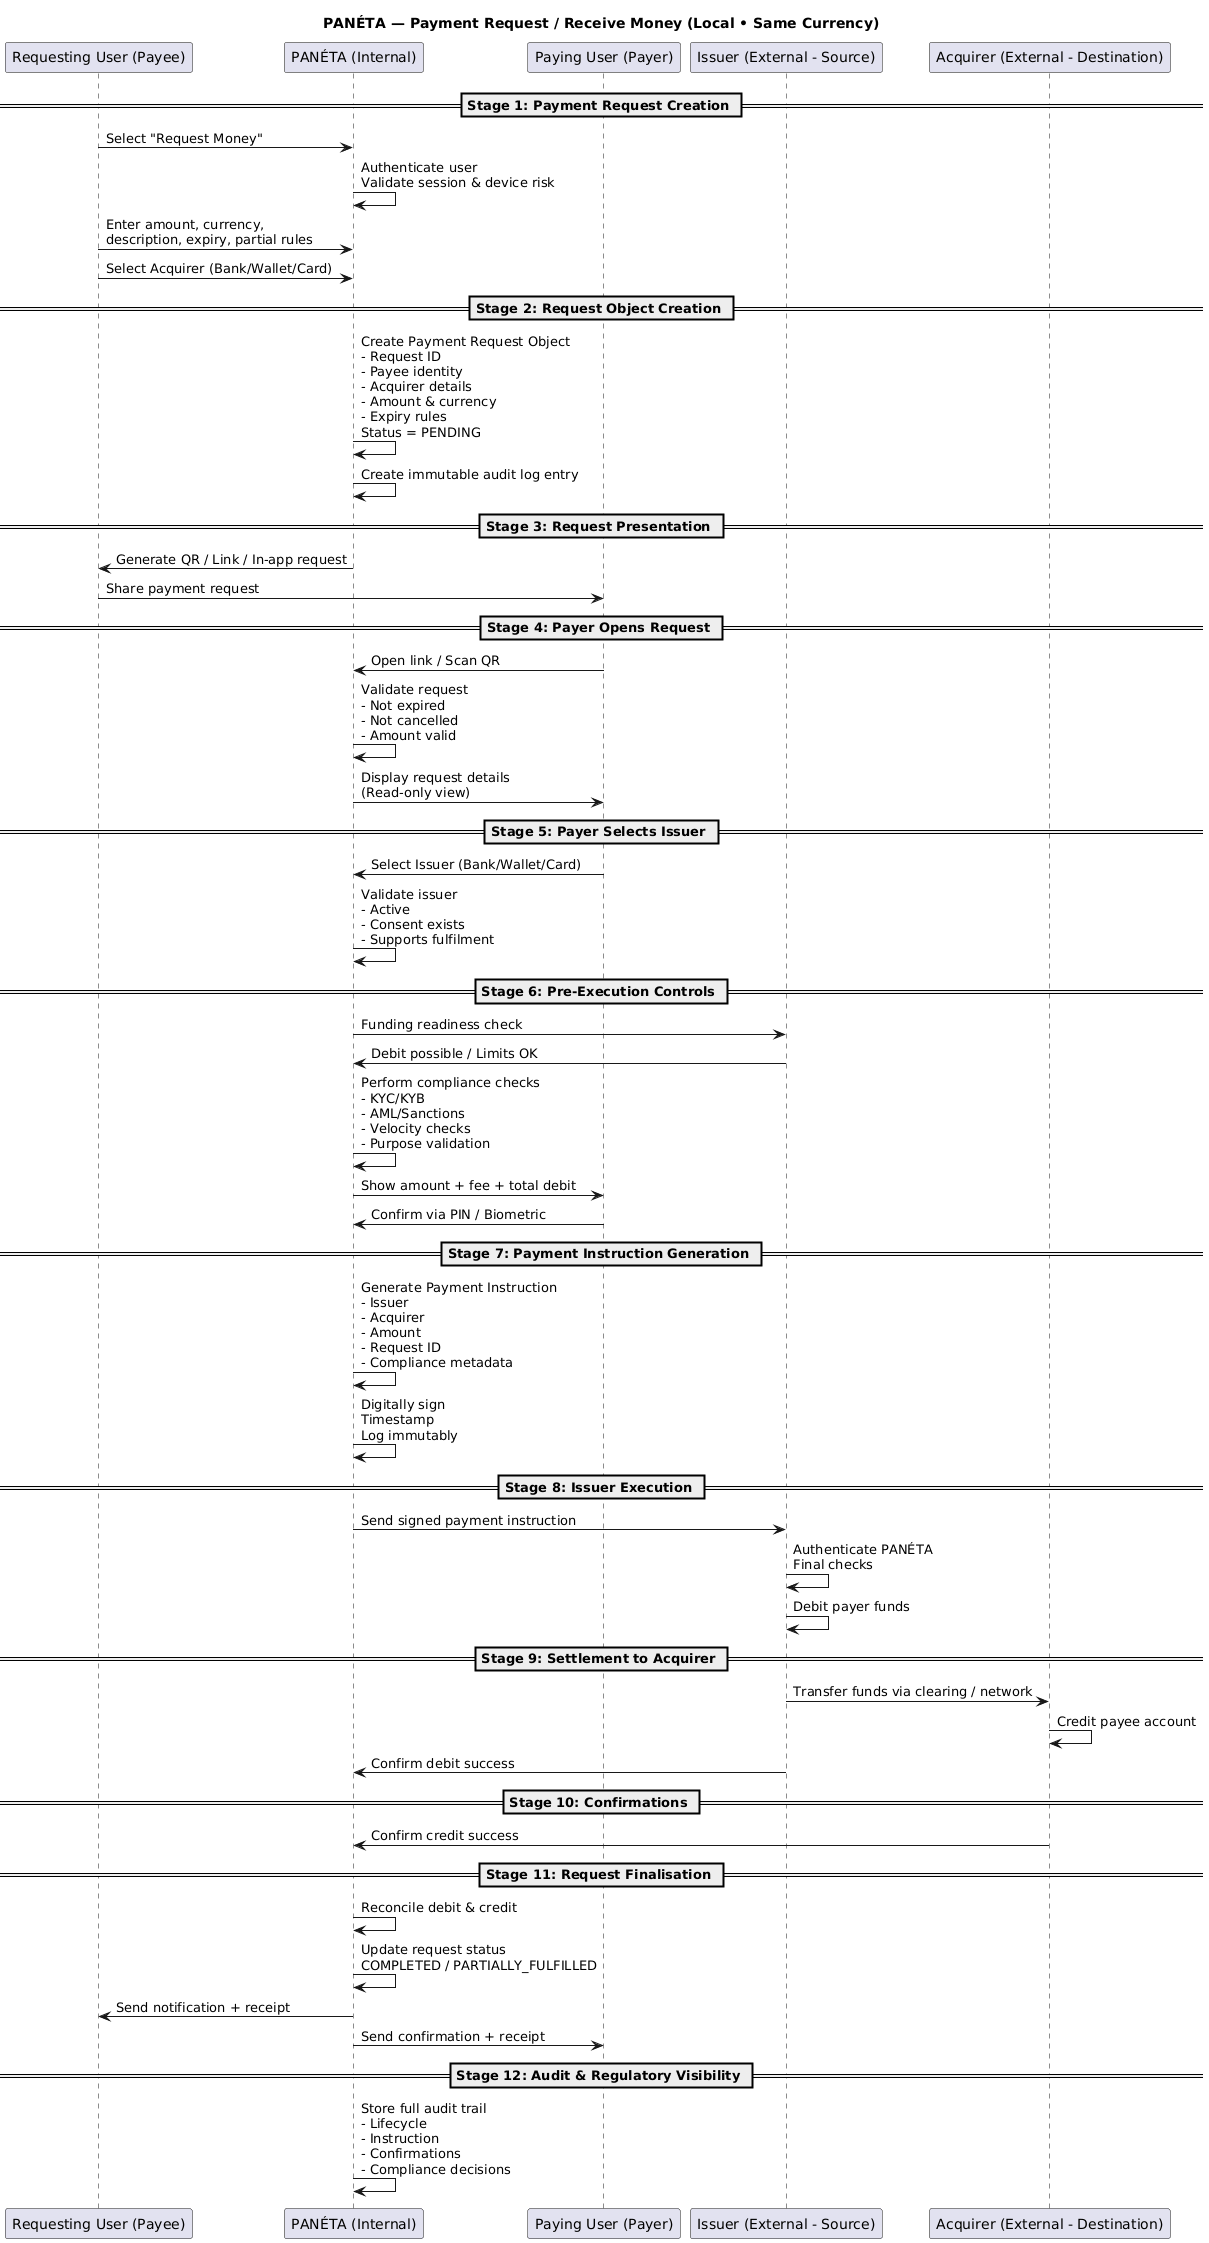 PANÉTA — Payment Request / Receive Money (Local • Same Currency)
Requesting User (Payee)
PANÉTA (Internal)
Paying User (Payer)
Issuer (External - Source)
Acquirer (External - Destination)
Stage 1: Payment Request Creation
Select "Request Money"
Authenticate user
Validate session & device risk
Enter amount, currency,
description, expiry, partial rules
Select Acquirer (Bank/Wallet/Card)
Stage 2: Request Object Creation
Create Payment Request Object
- Request ID
- Payee identity
- Acquirer details
- Amount & currency
- Expiry rules
Status = PENDING
Create immutable audit log entry
Stage 3: Request Presentation
Generate QR / Link / In-app request
Share payment request
Stage 4: Payer Opens Request
Open link / Scan QR
Validate request
- Not expired
- Not cancelled
- Amount valid
Display request details
(Read-only view)
Stage 5: Payer Selects Issuer
Select Issuer (Bank/Wallet/Card)
Validate issuer
- Active
- Consent exists
- Supports fulfilment
Stage 6: Pre-Execution Controls
Funding readiness check
Debit possible / Limits OK
Perform compliance checks
- KYC/KYB
- AML/Sanctions
- Velocity checks
- Purpose validation
Show amount + fee + total debit
Confirm via PIN / Biometric
Stage 7: Payment Instruction Generation
Generate Payment Instruction
- Issuer
- Acquirer
- Amount
- Request ID
- Compliance metadata
Digitally sign
Timestamp
Log immutably
Stage 8: Issuer Execution
Send signed payment instruction
Authenticate PANÉTA
Final checks
Debit payer funds
Stage 9: Settlement to Acquirer
Transfer funds via clearing / network
Credit payee account
Confirm debit success
Stage 10: Confirmations
Confirm credit success
Stage 11: Request Finalisation
Reconcile debit & credit
Update request status
COMPLETED / PARTIALLY_FULFILLED
Send notification + receipt
Send confirmation + receipt
Stage 12: Audit & Regulatory Visibility
Store full audit trail
- Lifecycle
- Instruction
- Confirmations
- Compliance decisions
Requesting User (Payee)
PANÉTA (Internal)
Paying User (Payer)
Issuer (External - Source)
Acquirer (External - Destination)